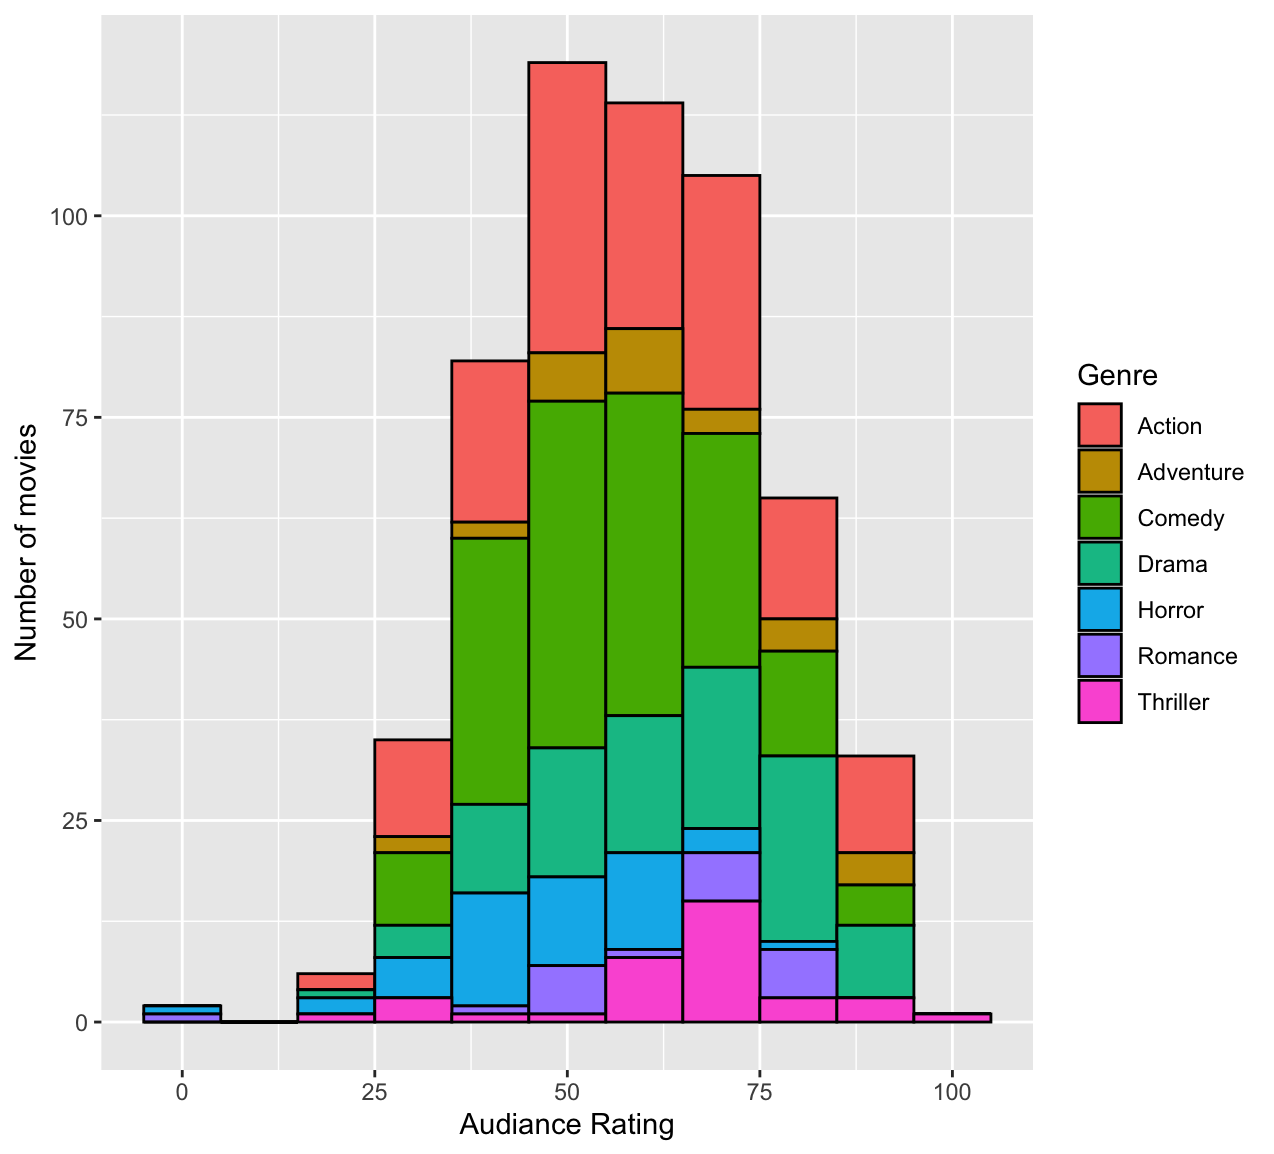 Number of movies
100
75
50
25
0
0 25 50 75 100
Audiance Rating
Genre
Action
Adventure
Comedy
Drama
Horror
Romance
Thriller